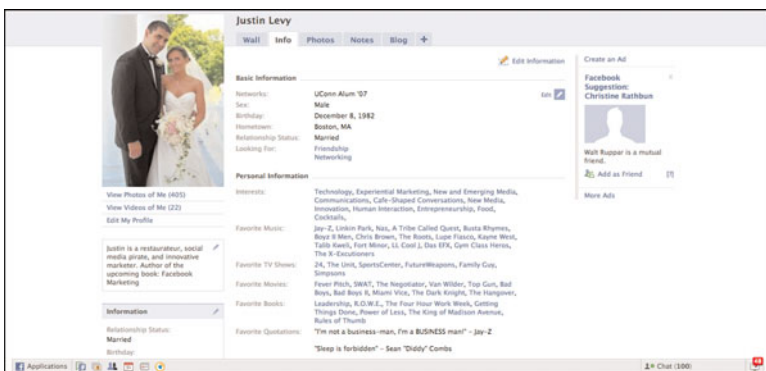 Justin Levy
Wall Info Photos Notes Blog +
Edit Information
Basic Information
Networks: UConn Alum '07
Edit
Sex: Male
Birthday: December 8, 1982
Hometown: Boston, MA
Relationship Status: Married
Looking For: Friendship
Networking
Personal Information
Interests: Technology, Experiential Marketing, New and Emerging Media,
Communications, Cafe-Shaped Conversations, New Media,
Innovation, Human Interaction, Entrepreneurship, Food,
Cocktails,
Favorite Music: Jay-Z, Linkin Park, Nas, A Tribe Called Quest, Busta Rhymes,
Boyz II Men, Chris Brown, The Roots, Lupe Fiasco, Kayne West,
Talib Kweli, Fort Minor, LL Cool J, Das EFX, Gym Class Heros,
The X-Executioners
Favorite TV Shows: 24, The Unit, SportsCenter, FutureWeapons, Family Guy,
Simpsons
Favorite Movies: Fever Pitch, SWAT, The Negotiator, Van Wilder, Top Gun, Bad
Boys, Bad Boys II, Miami Vice, The Dark Knight, The Hangover,
Favorite Books: Leadership, R.O.W.E., The Four Hour Work Week, Getting
Things Done, Power of Less, The King of Madison Avenue,
Rules of Thumb
Favorite Quotations: "I'm not a business-man, I'm a BUSINESS man!" - Jay-Z
"Sleep is forbidden" - Sean "Diddy" Combs
View Photos of Me (405)
View Videos of Me (22)
Edit My Profile
Justin is a restaurateur, social
media pirate, and innovative
marketer. Author of the
upcoming book: Facebook
Marketing
Information
Relationship Status:
Married
Birthday:
Create an Ad
Facebook
Suggestion:
Christine Rathbun
Walt Ruppar is a mutual
friend.
Add as Friend [?]
More Ads
Applications
Chat (100)
48